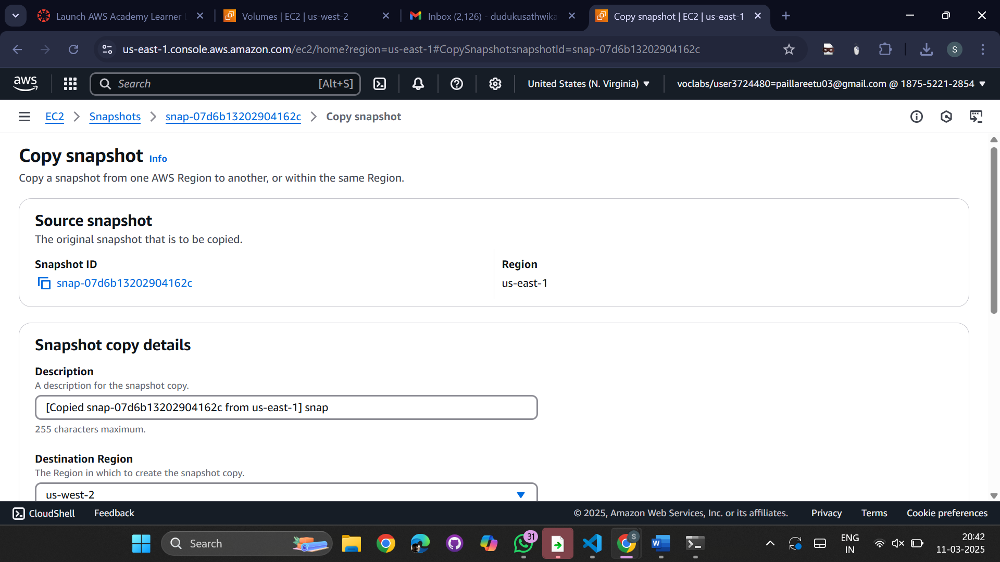 Launch AWS Academy Learner
Volumes | EC2 | us-west-2
Inbox (2,126) - dudukusathwika
Copy snapshot | EC2 | us-east-1
us-east-1.console.aws.amazon.com/ec2/home?region=us-east-1#CopySnapshot:snapshotId=snap-07d6b13202904162c
S
aws
Search
[Alt+S]
United States (N. Virginia)
voclabs/user3724480=paillareetu03@gmail.com @ 1875-5221-2854
EC2
Snapshots
snap-07d6b13202904162c
Copy snapshot
Copy snapshot Info
Copy a snapshot from one AWS Region to another, or within the same Region.
Source snapshot
The original snapshot that is to be copied.
Snapshot ID
snap-07d6b13202904162c
Region
us-east-1
Snapshot copy details
Description
A description for the snapshot copy.
[Copied snap-07d6b13202904162c from us-east-1] snap
255 characters maximum.
Destination Region
The Region in which to create the snapshot copy.
us-west-2
CloudShell
Feedback
© 2025, Amazon Web Services, Inc. or its affiliates.
Privacy
Terms
Cookie preferences
Search
31
S
W
ENG
IN
20:42
11-03-2025